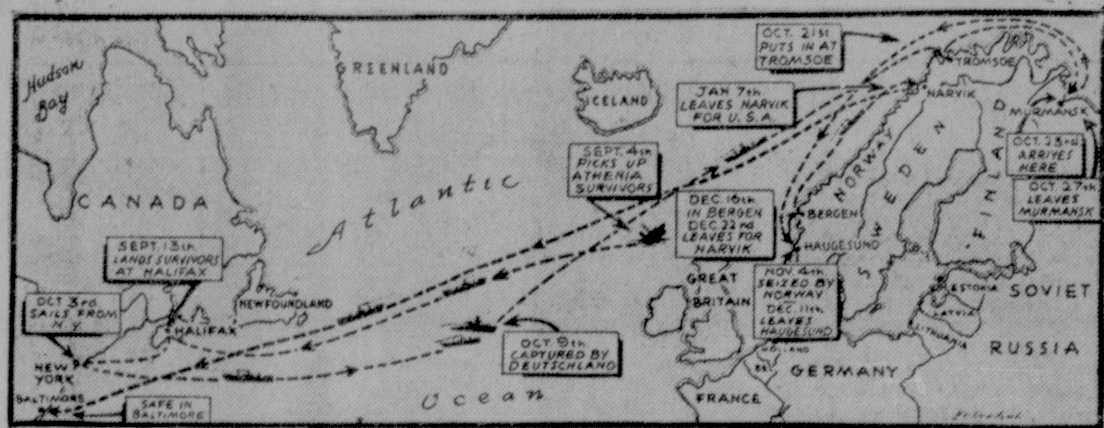 Hudson
Bay
GREENLAND
ICELAND
OCT. 21st
PUTS IN AT
TROMSOE
TROMSOE
JAN 7th
LEAVES NARVIK
FOR U.S.A.
NARVIK
MURMANSK
OCT. 23rd
ARRIVES
HERE
OCT. 27th
LEAVES
MURMANSK
CANADA
Atlantic
SEPT. 4th
PICKS UP
ATHENIA
SURVIVORS
DEC. 16th
IN BERGEN
DEC. 22nd
LEAVES FOR
NARVIK
NORWAY
SWEDEN
FINLAND
BERGEN
HAUGESUND
SEPT. 13th
LANDS SURVIVORS
AT HALIFAX
NEWFOUNDLAND
HALIFAX
OCT 3rd
SAILS FROM
N.Y.
GREAT
BRITAIN
NOV. 4th
SEIZED BY
NORWAY
DEC. 11th
LEAVES
HAUGESUND
ESTONIA
LATVIA
LITHUANIA
SOVIET
RUSSIA
OCT. 9th
CAPTURED BY
DEUTSCHLAND
HOLLAND
GERMANY
FRANCE
NEW
YORK
BALTIMORE
SAFE IN
BALTIMORE
Ocean